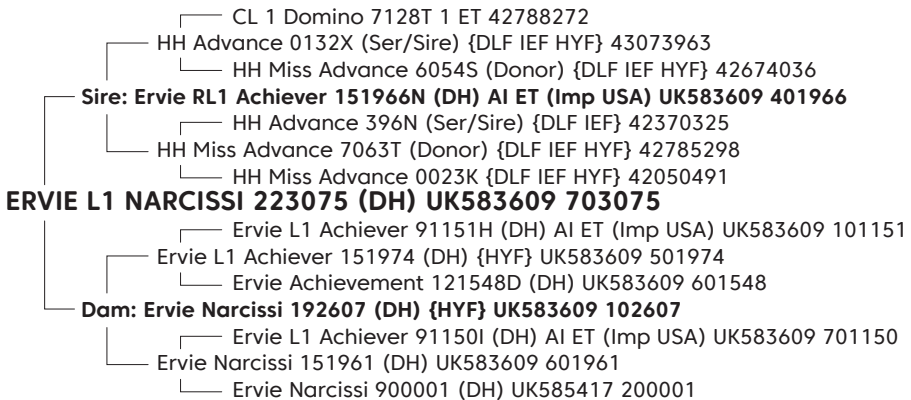 CL 1 Domino 7128T 1 ET 42788272
HH Advance 0132X (Ser/Sire) {DLF IEF HYF} 43073963
HH Miss Advance 6054S (Donor) {DLF IEF HYF} 42674036
Sire: Ervie RL1 Achiever 151966N (DH) AI ET (Imp USA) UK583609 401966
HH Advance 396N (Ser/Sire) {DLF IEF} 42370325
HH Miss Advance 7063T (Donor) {DLF IEF HYF} 42785298
HH Miss Advance 0023K {DLF IEF HYF} 42050491
ERVIE L1 NARCISSI 223075 (DH) UK583609 703075
Ervie L1 Achiever 91151H (DH) AI ET (Imp USA) UK583609 101151
Ervie L1 Achiever 151974 (DH) {HYF} UK583609 501974
Ervie Achievement 121548D (DH) UK583609 601548
Dam: Ervie Narcissi 192607 (DH) {HYF} UK583609 102607
Ervie L1 Achiever 91150I (DH) AI ET (Imp USA) UK583609 701150
Ervie Narcissi 151961 (DH) UK583609 601961
Ervie Narcissi 900001 (DH) UK585417 200001